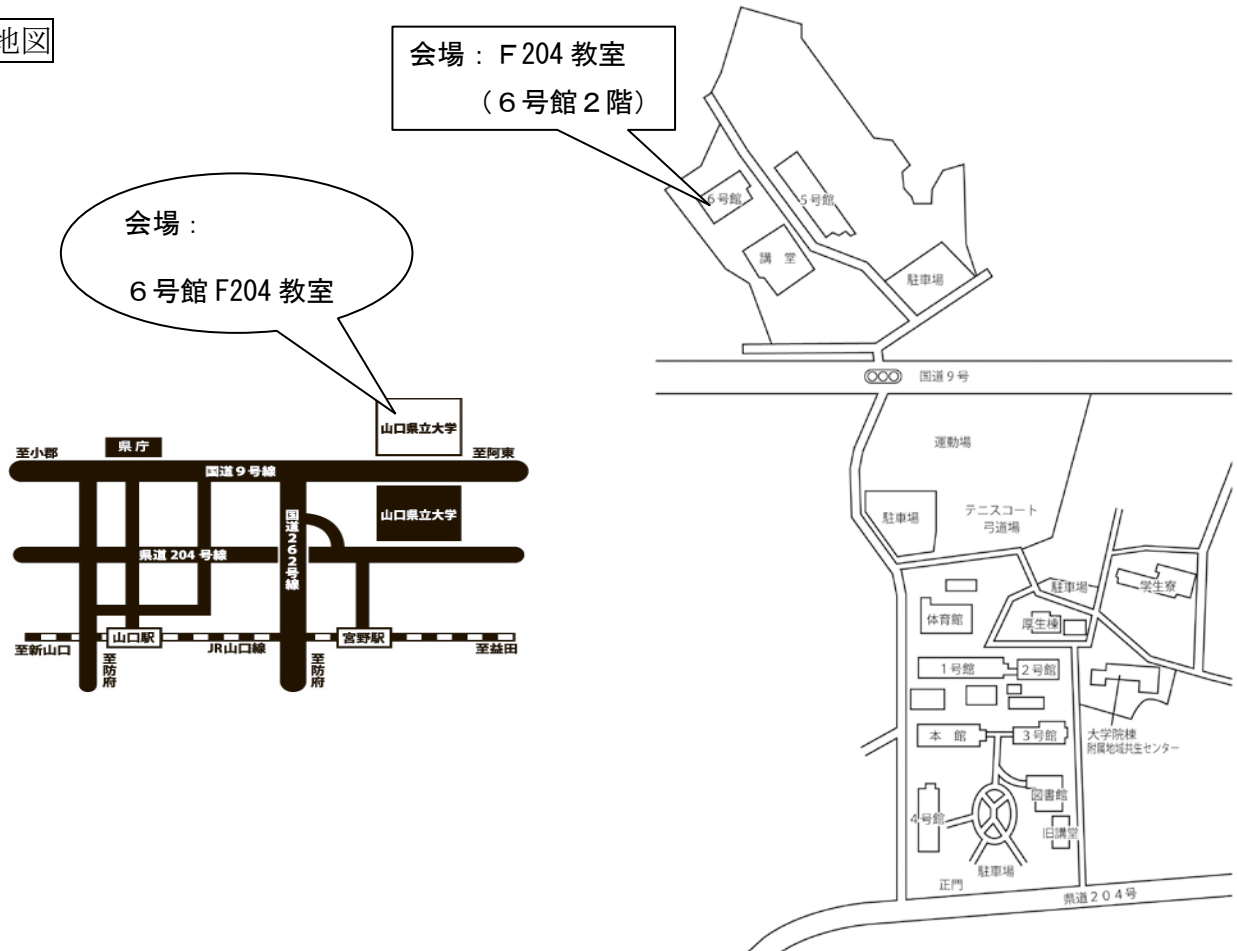 地図
会場：Ｆ204 教室
（６号館２階）
会場：
６号館 F204 教室
県庁
山口県立大学
至小郡
至阿東
国道９号線
山口県立大学
国道262号線
県道 204 号線
山口駅
宮野駅
至新山口
JR山口線
至益田
至防府
至防府
６号館
５号館
講 堂
駐車場
国道９号
運動場
駐車場
テニスコート
弓道場
駐車場
学生寮
体育館
厚生棟
１号館
２号館
本 館
３号館
大学院棟
附属地域共生センター
図書館
４号館
旧講堂
駐車場
正門
県道２０４号